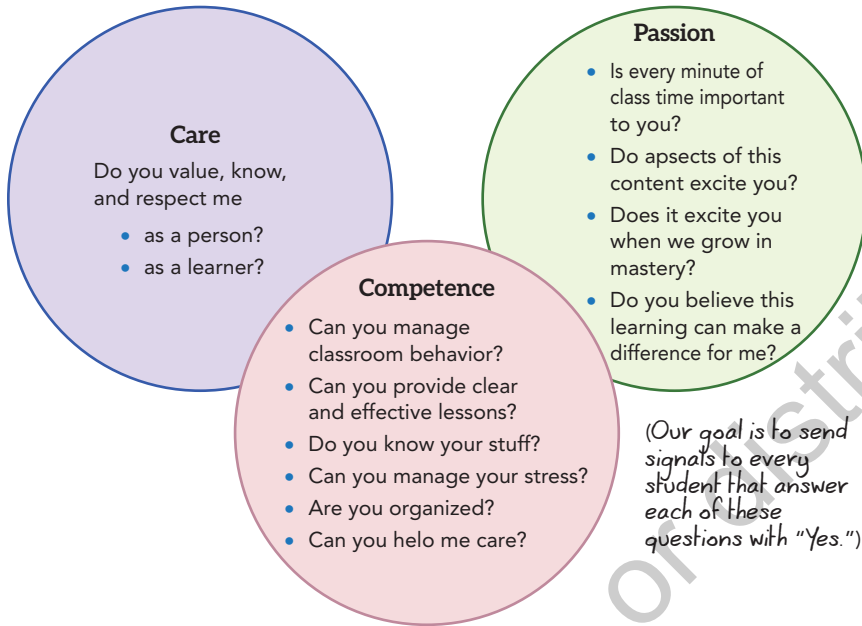 Care
Do you value, know,
and respect me
• as a person?
• as a learner?
Passion
• Is every minute of
class time important
to you?
• Do apsects of this
content excite you?
• Does it excite you
when we grow in
mastery?
• Do you believe this
learning can make a
difference for me?
Competence
• Can you manage
classroom behavior?
• Can you provide clear
and effective lessons?
• Do you know your stuff?
• Can you manage your stress?
• Are you organized?
• Can you helo me care?
(Our goal is to send
signals to every
student that answer
each of these
questions with "Yes.")
or distri